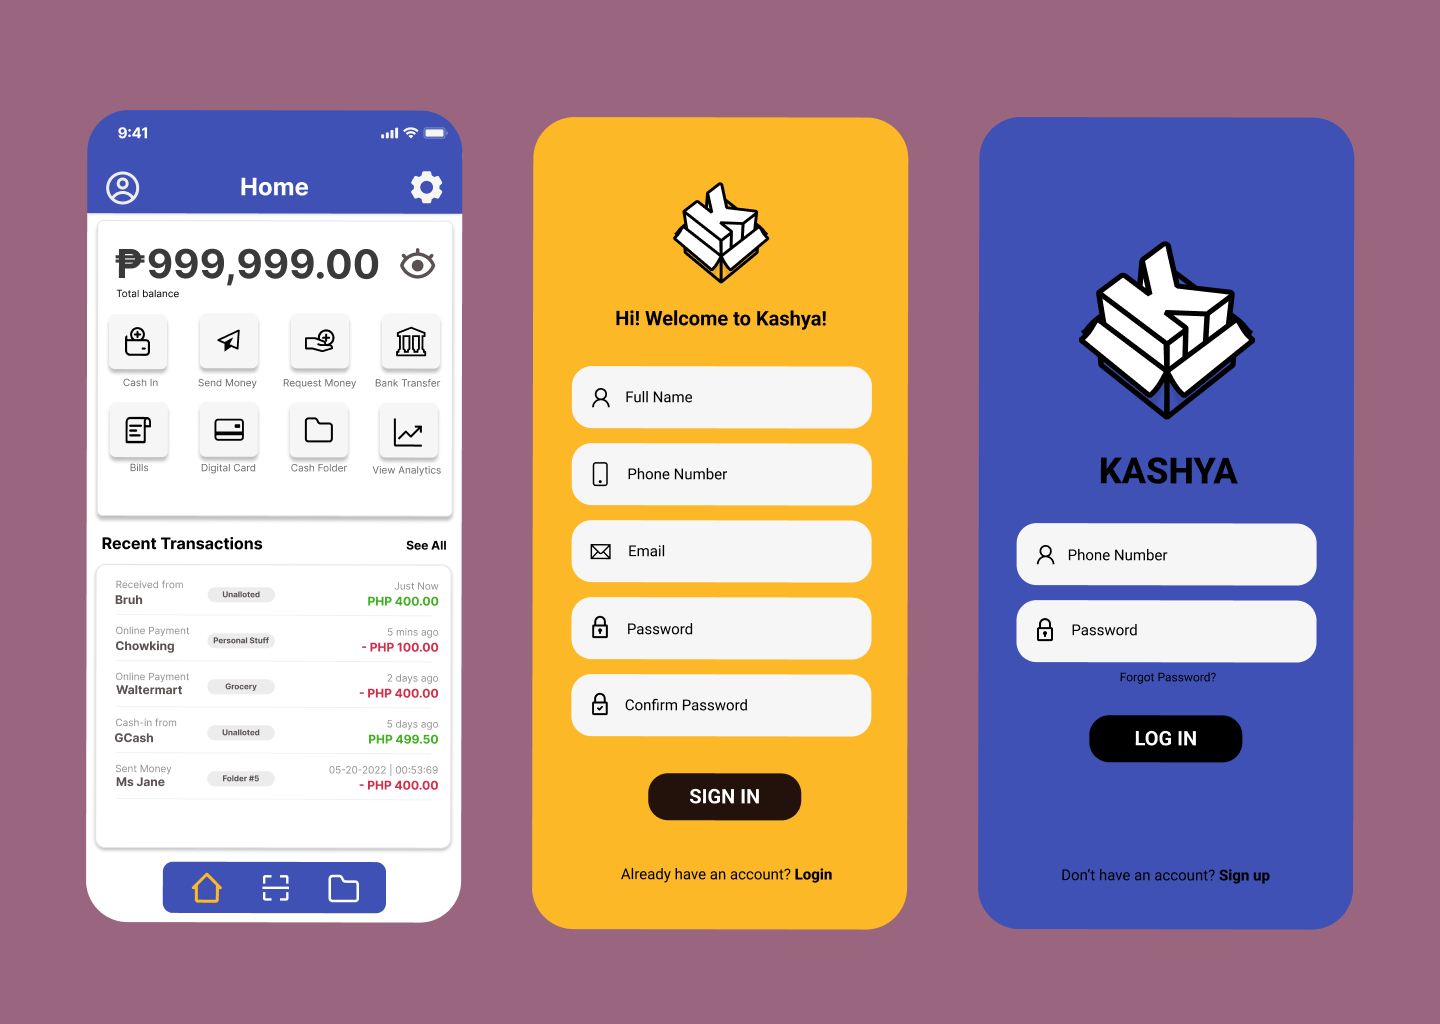 9:41
Home
₱999,999.00
Total balance
Cash In
Send Money
Request Money
Bank Transfer
Bills
Digital Card
Cash Folder
View Analytics
Recent Transactions
See All
Received from
Bruh
Unalloted
Just Now
PHP 400.00
Online Payment
Chowking
Personal Stuff
5 mins ago
- PHP 100.00
Online Payment
Waltermart
Grocery
2 days ago
- PHP 400.00
Cash-in from
GCash
Unalloted
5 days ago
PHP 499.50
Sent Money
Ms Jane
Folder #5
05-20-2022 | 00:53:69
- PHP 400.00
Hi! Welcome to Kashya!
Full Name
Phone Number
Email
Password
Confirm Password
SIGN IN
Already have an account? Login
KASHYA
Phone Number
Password
Forgot Password?
LOG IN
Don't have an account? Sign up